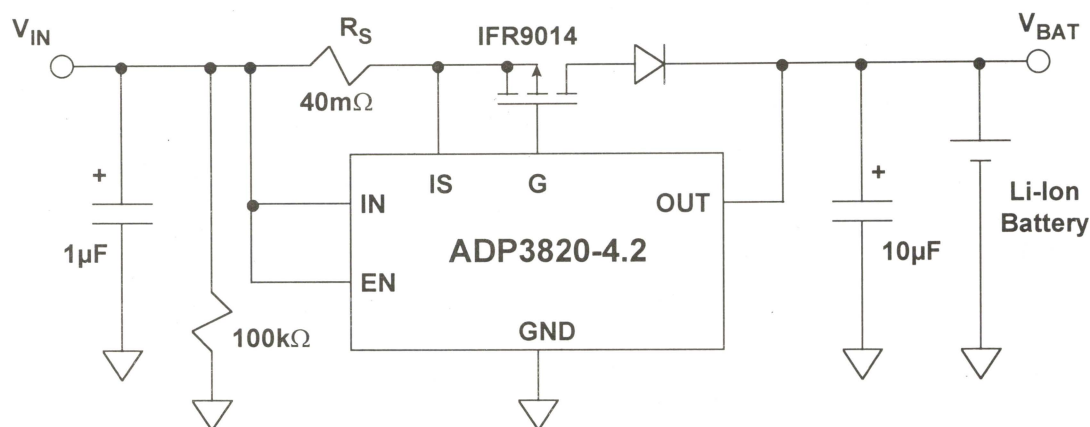 V_IN
R_S
IFR9014
V_BAT
40mΩ
+
IS
G
+
IN
OUT
Li-Ion
Battery
1µF
ADP3820-4.2
10µF
EN
GND
100kΩ